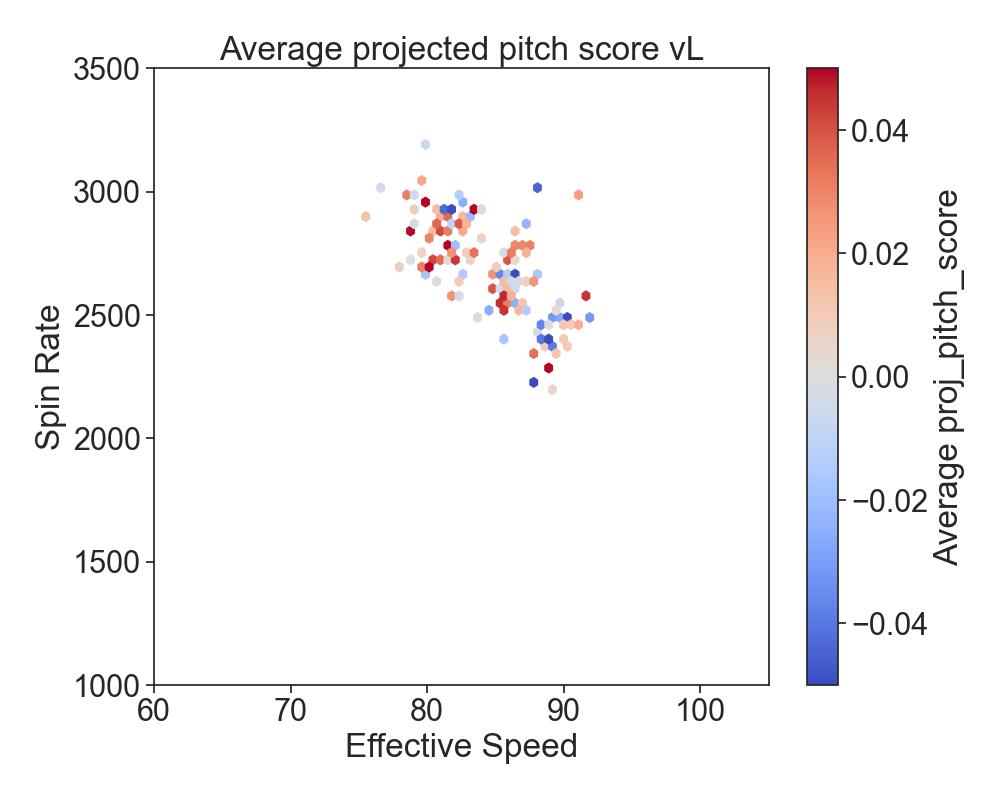 Average projected pitch score vL
3500
3000
2500
2000
1500
1000
Spin Rate
60 70 80 90 100
Effective Speed
0.04
0.02
0.00
−0.02
−0.04
Average proj_pitch_score